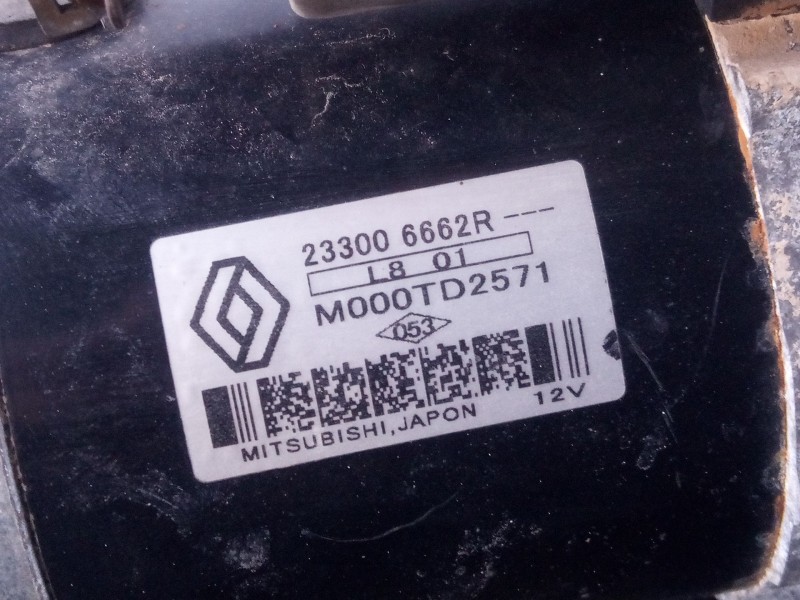 23300 6662R ---
L8 01
M000TD2571
053
MITSUBISHI, JAPON 12V